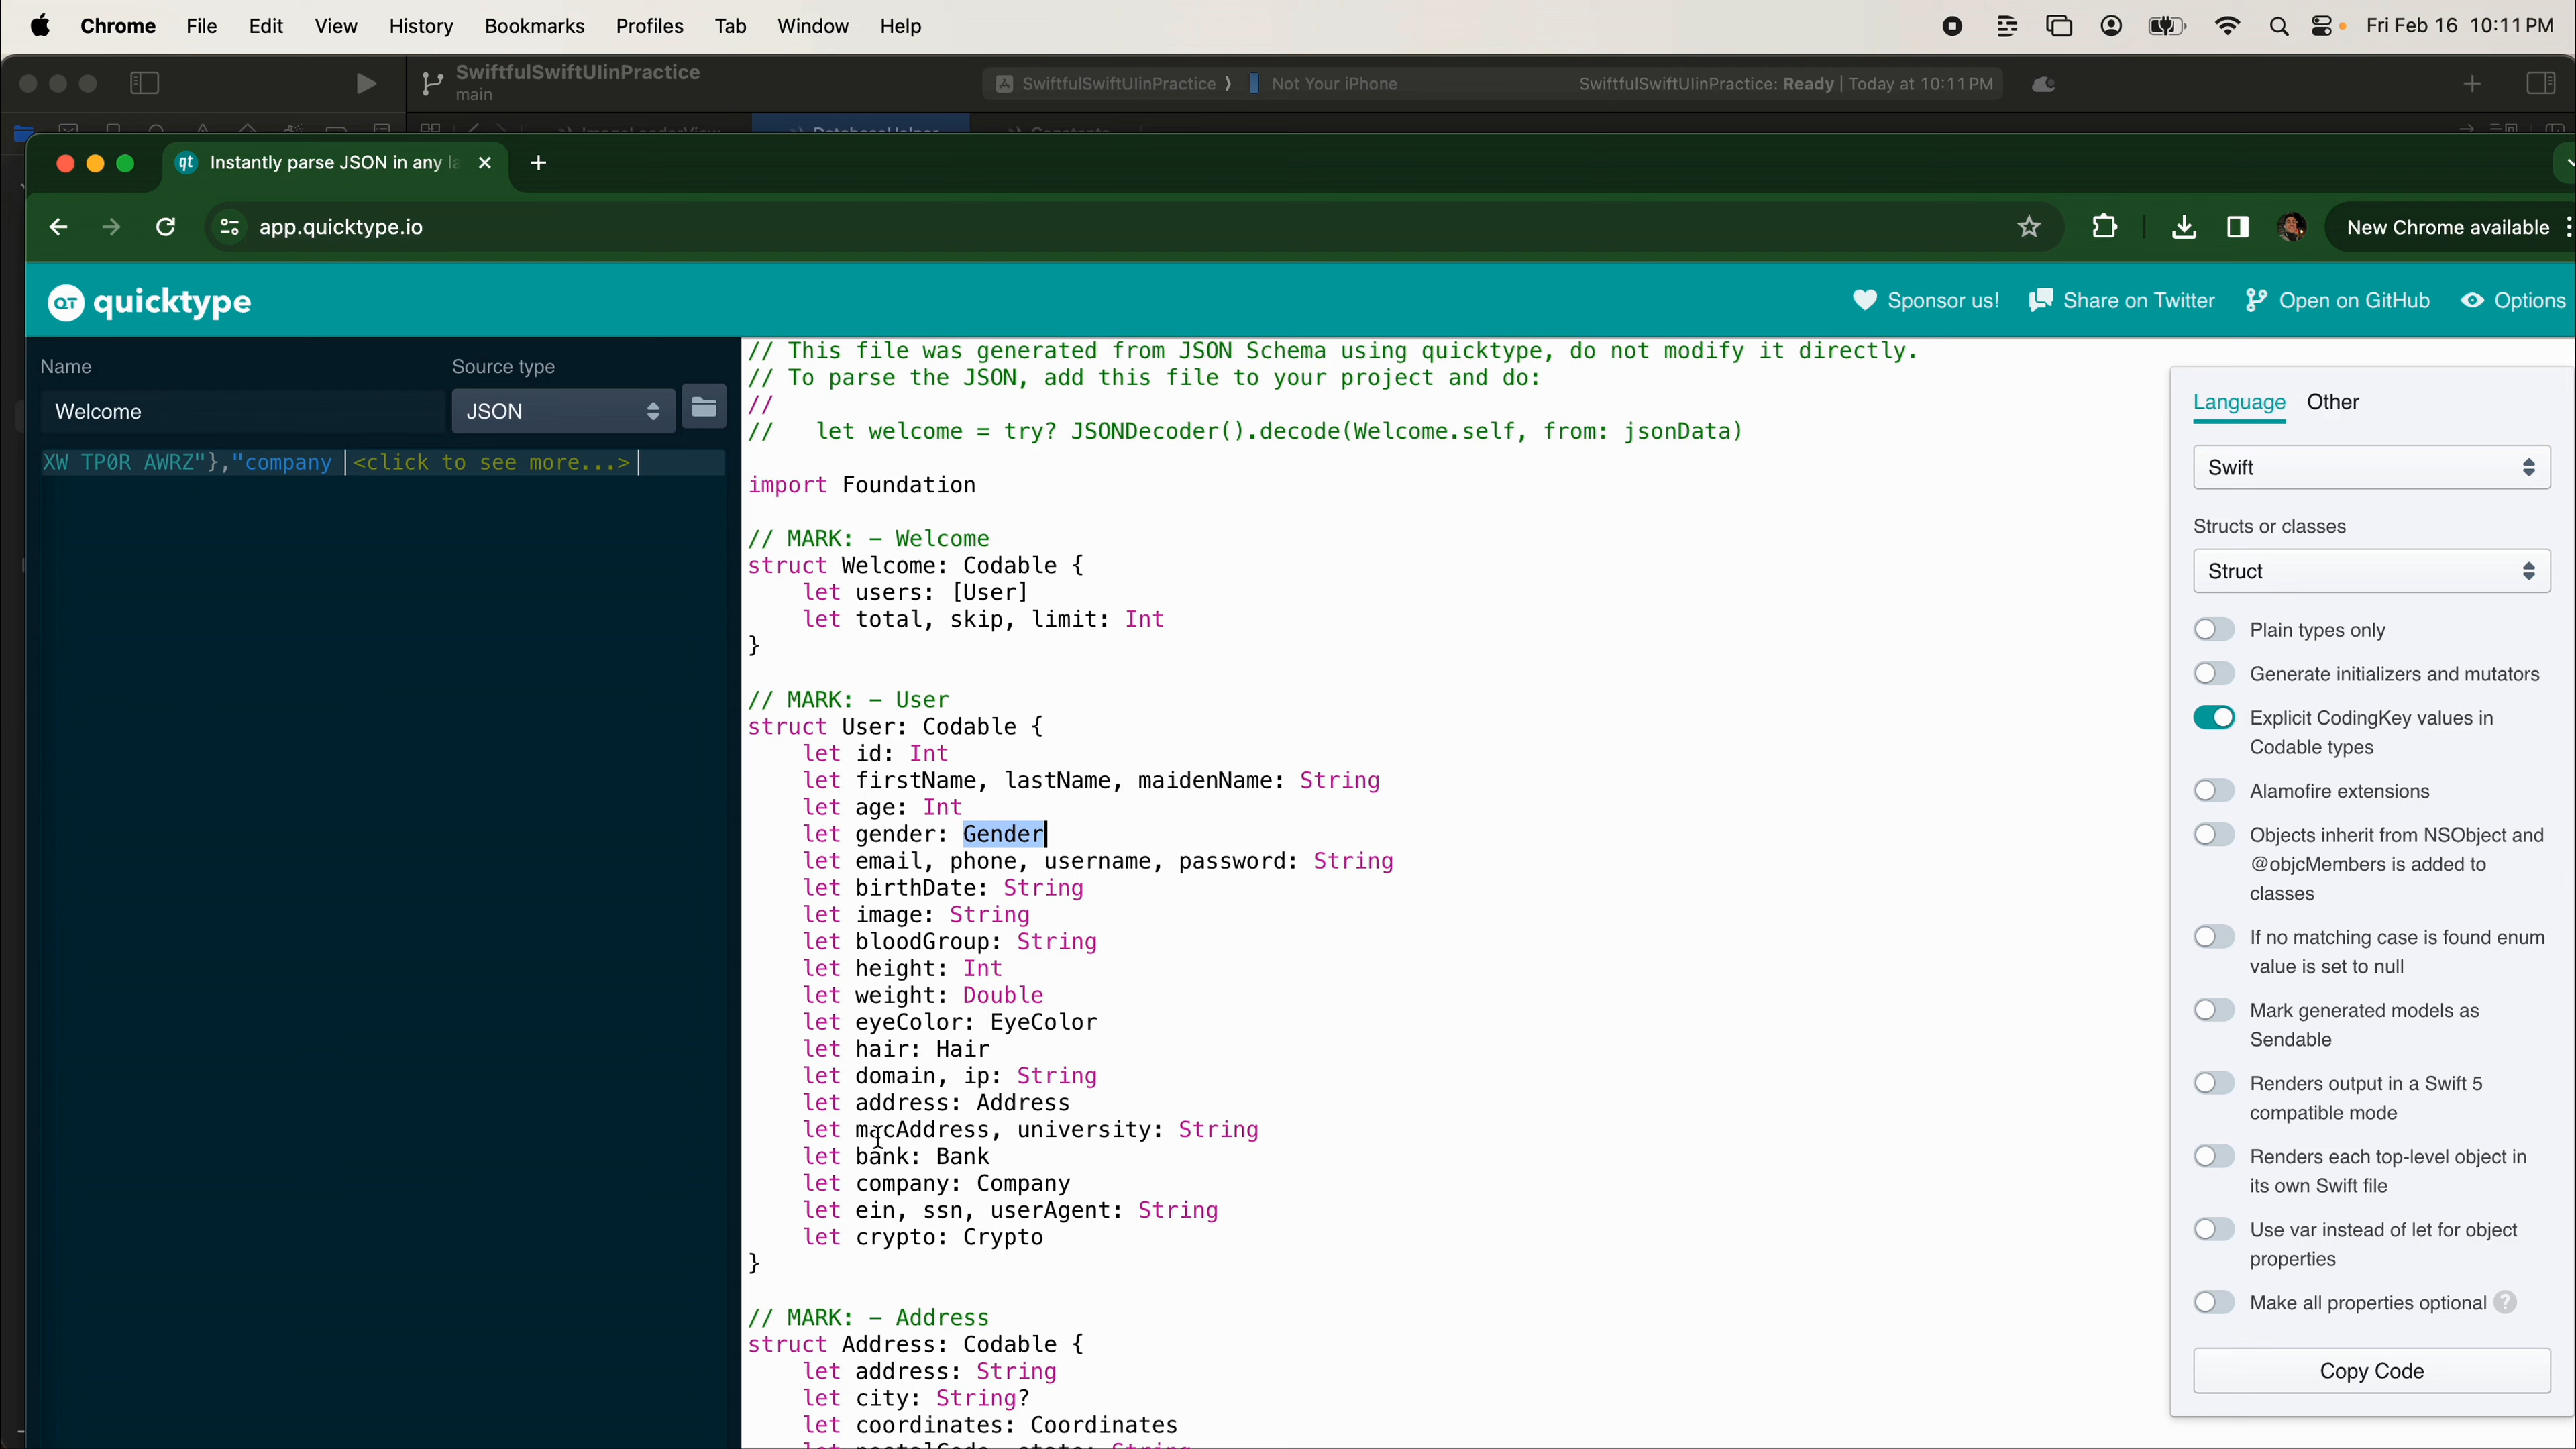 Chrome File Edit View History Bookmarks Profiles Tab Window Help Fri Feb 16 10:11 PM
SwiftfulSwiftUIinPractice
main
SwiftfulSwiftUIinPractice ⟩ Not Your iPhone SwiftfulSwiftUIinPractice: Ready | Today at 10:11 PM
ImageLoaderView DatabaseHelper Constants
Instantly parse JSON in any la
app.quicktype.io
New Chrome available
QT quicktype
Sponsor us! Share on Twitter Open on GitHub Options
Name Source type
Welcome JSON
XW TP0R AWRZ"},"company <click to see more...>
// This file was generated from JSON Schema using quicktype, do not modify it directly.
// To parse the JSON, add this file to your project and do:
//
//   let welcome = try? JSONDecoder().decode(Welcome.self, from: jsonData)
import Foundation
// MARK: - Welcome
struct Welcome: Codable {
    let users: [User]
    let total, skip, limit: Int
}
// MARK: - User
struct User: Codable {
    let id: Int
    let firstName, lastName, maidenName: String
    let age: Int
    let gender: Gender
    let email, phone, username, password: String
    let birthDate: String
    let image: String
    let bloodGroup: String
    let height: Int
    let weight: Double
    let eyeColor: EyeColor
    let hair: Hair
    let domain, ip: String
    let address: Address
    let macAddress, university: String
    let bank: Bank
    let company: Company
    let ein, ssn, userAgent: String
    let crypto: Crypto
}
// MARK: - Address
struct Address: Codable {
    let address: String
    let city: String?
    let coordinates: Coordinates
    let postalCode, state: String
Language Other
Swift
Structs or classes
Struct
Plain types only
Generate initializers and mutators
Explicit CodingKey values in
Codable types
Alamofire extensions
Objects inherit from NSObject and
@objcMembers is added to
classes
If no matching case is found enum
value is set to null
Mark generated models as
Sendable
Renders output in a Swift 5
compatible mode
Renders each top-level object in
its own Swift file
Use var instead of let for object
properties
Make all properties optional ?
Copy Code